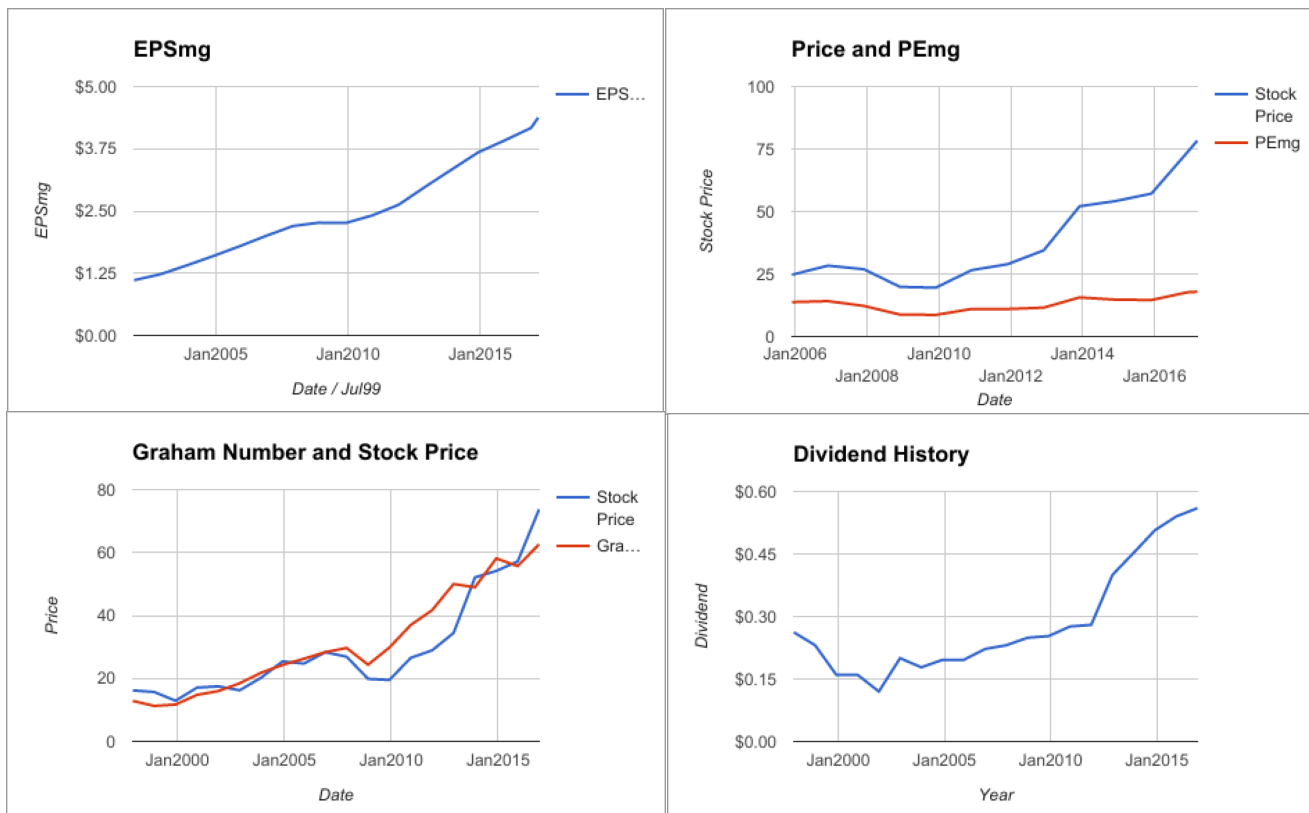 EPSmg
$5.00
$3.75
$2.50
$1.25
$0.00
EPSmg
Jan2005
Jan2010
Jan2015
Date / Jul99
EPS…
Price and PEmg
100
75
50
25
0
Stock Price
Jan2006
Jan2008
Jan2010
Jan2012
Jan2014
Jan2016
Date
Stock
Price
PEmg
Graham Number and Stock Price
80
60
40
20
0
Price
Jan2000
Jan2005
Jan2010
Jan2015
Date
Stock
Price
Gra…
Dividend History
$0.60
$0.45
$0.30
$0.15
$0.00
Dividend
Jan2000
Jan2005
Jan2010
Jan2015
Year